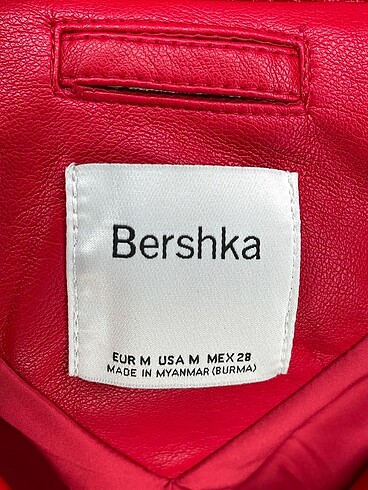 Bershka
EUR M USA M MEX 28
MADE IN MYANMAR (BURMA)